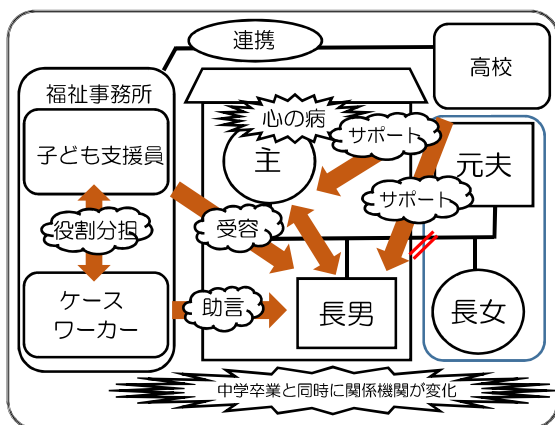 連携
高校
福祉事務所
子ども支援員
心の病
主
サポート
元夫
サポート
役割分担
受容
ケース
ワーカー
助言
長男
長女
中学卒業と同時に関係機関が変化